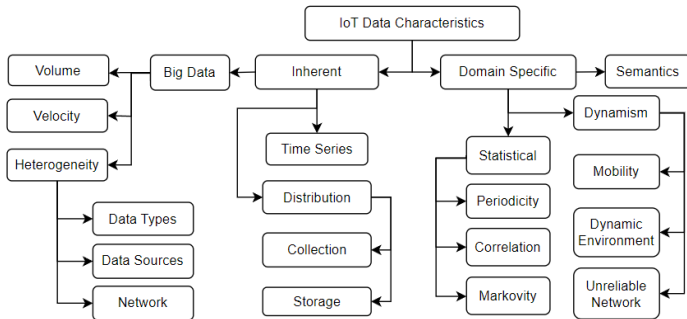 IoT Data Characteristics
Volume
Big Data
Inherent
Domain Specific
Semantics
Velocity
Dynamism
Heterogeneity
Time Series
Statistical
Mobility
Distribution
Periodicity
Data Types
Dynamic
Environment
Collection
Correlation
Data Sources
Storage
Markovity
Unreliable
Network
Network